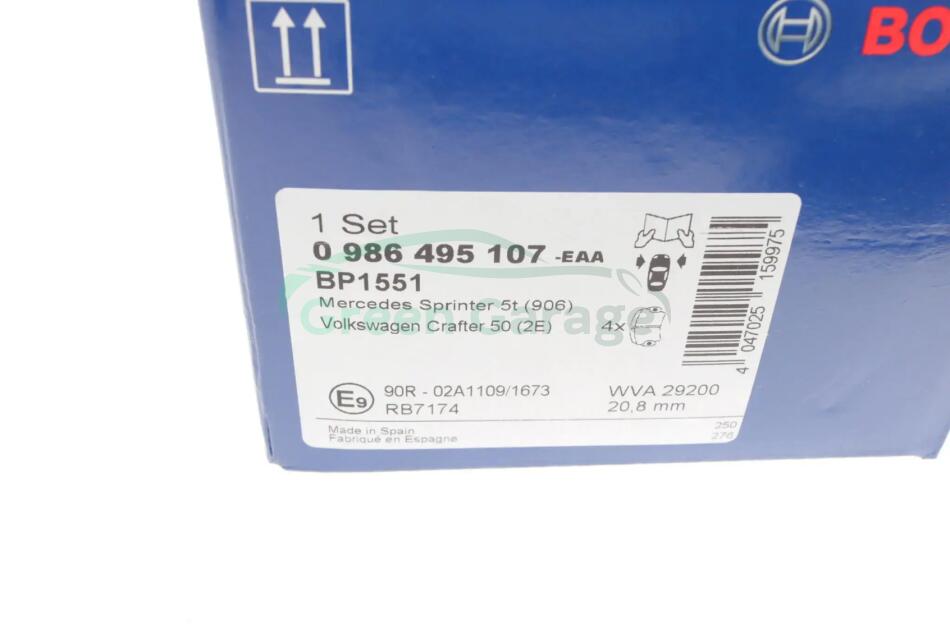 BO
1 Set
0 986 495 107 -EAA
BP1551
Mercedes Sprinter 5t (906)
Volkswagen Crafter 50 (2E) 4x
Green Garage
4 047025 159975
E9 90R - 02A1109/1673 WVA 29200
RB7174 20,8 mm
Made in Spain 250
Fabriqué en Espagne 276